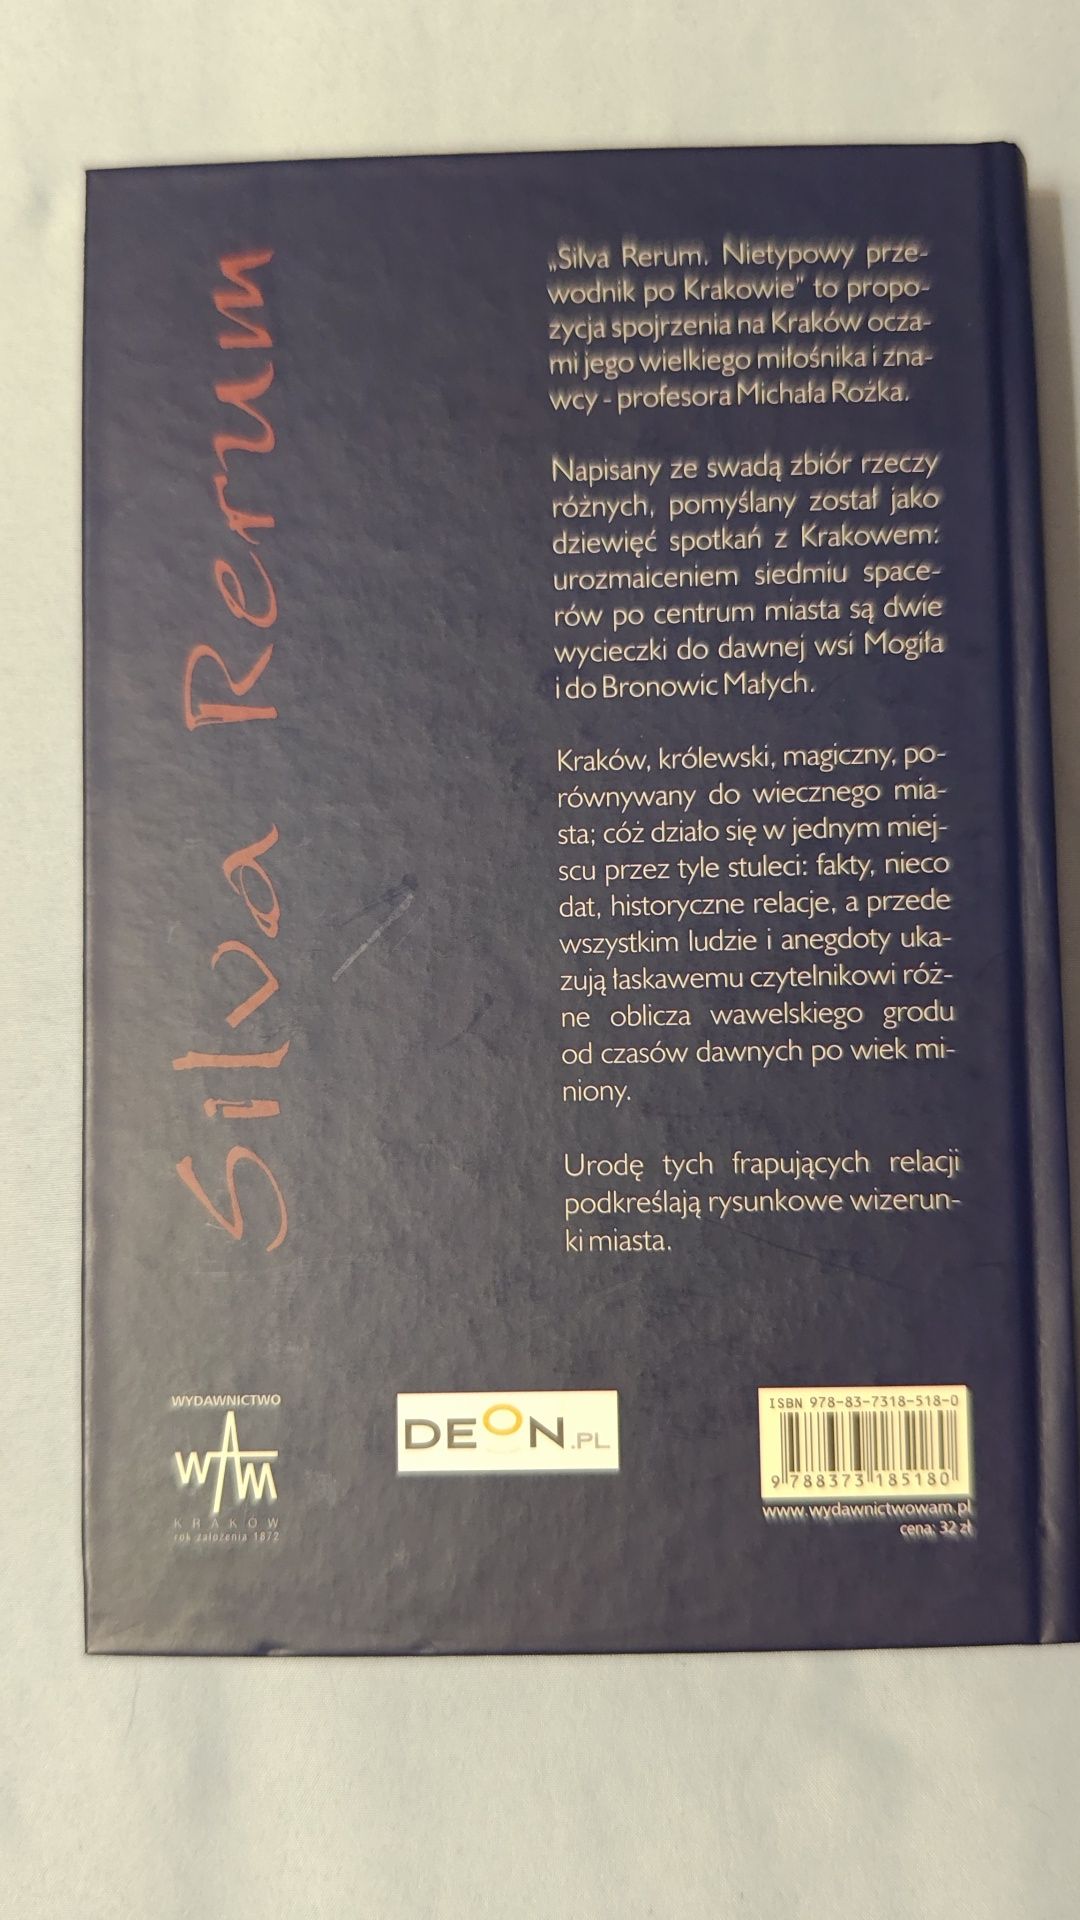 Silva Rerum
„Silva Rerum. Nietypowy prze-
wodnik po Krakowie" to propo-
zycja spojrzenia na Kraków ocza-
mi jego wielkiego miłośnika i zna-
wcy - profesora Michała Rożka.
Napisany ze swadą zbiór rzeczy
różnych, pomyślany został jako
dziewięć spotkań z Krakowem:
urozmaiceniem siedmiu space-
rów po centrum miasta są dwie
wycieczki do dawnej wsi Mogiła
i do Bronowic Małych.
Kraków, królewski, magiczny, po-
równywany do wiecznego mia-
sta; cóż działo się w jednym miej-
scu przez tyle stuleci: fakty, nieco
dat, historyczne relacje, a przede
wszystkim ludzie i anegdoty uka-
zują łaskawemu czytelnikowi róż-
ne oblicza wawelskiego grodu
od czasów dawnych po wiek mi-
niony.
Urodę tych frapujących relacji
podkreślają rysunkowe wizerun-
ki miasta.
WYDAWNICTWO
WAM
KRAKÓW
rok założenia 1872
DEON.PL
ISBN 978-83-7318-518-0
9 788373 185180
www.wydawnictwowam.pl
cena: 32 zł